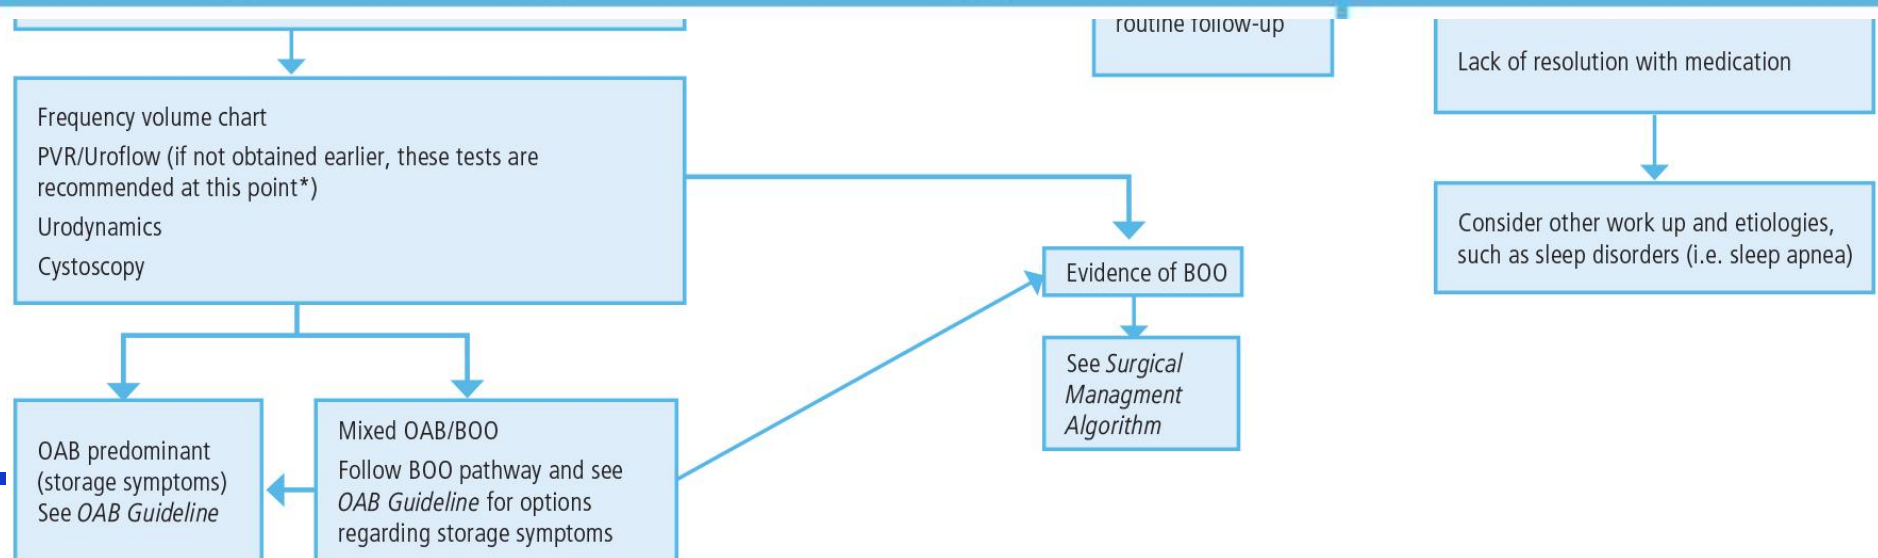 routine follow-up
Lack of resolution with medication
Frequency volume chart
PVR/Uroflow (if not obtained earlier, these tests are
recommended at this point*)
Urodynamics
Cystoscopy
Consider other work up and etiologies,
such as sleep disorders (i.e. sleep apnea)
Evidence of BOO
See Surgical
Managment
Algorithm
OAB predominant
(storage symptoms)
See OAB Guideline
Mixed OAB/BOO
Follow BOO pathway and see
OAB Guideline for options
regarding storage symptoms